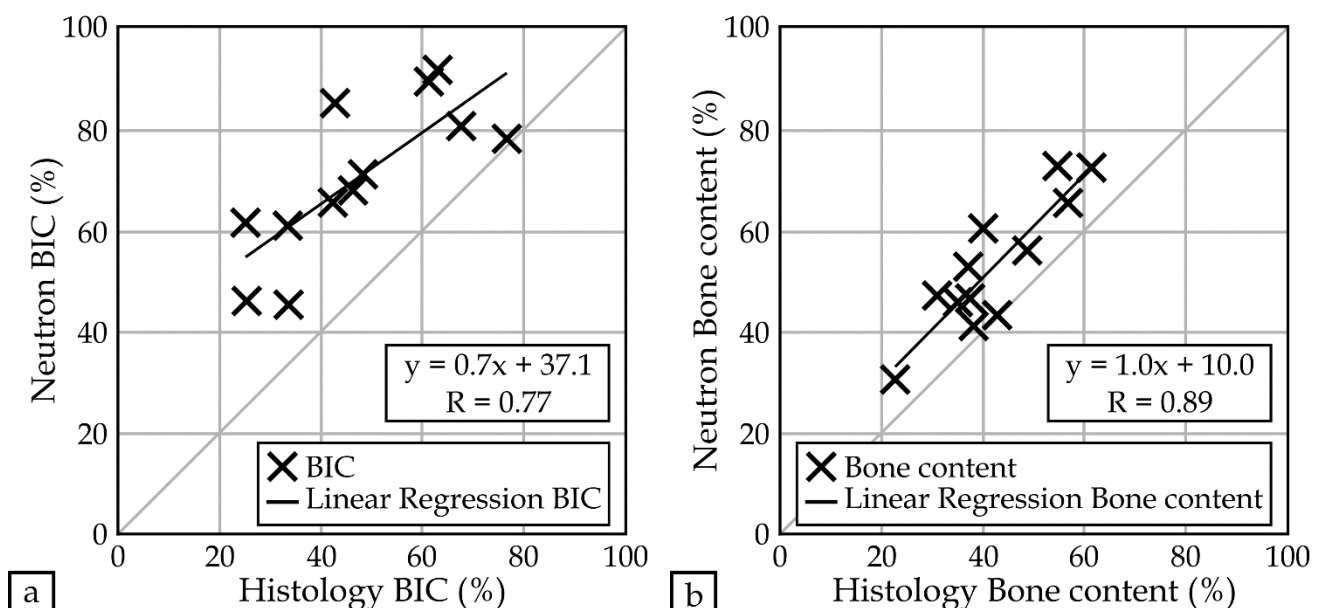 100
80
60
40
20
0
0 20 40 60 80 100
Neutron BIC (%)
Histology BIC (%)
y = 0.7x + 37.1
R = 0.77
BIC
Linear Regression BIC
a
100
80
60
40
20
0
0 20 40 60 80 100
Neutron Bone content (%)
Histology Bone content (%)
y = 1.0x + 10.0
R = 0.89
Bone content
Linear Regression Bone content
b